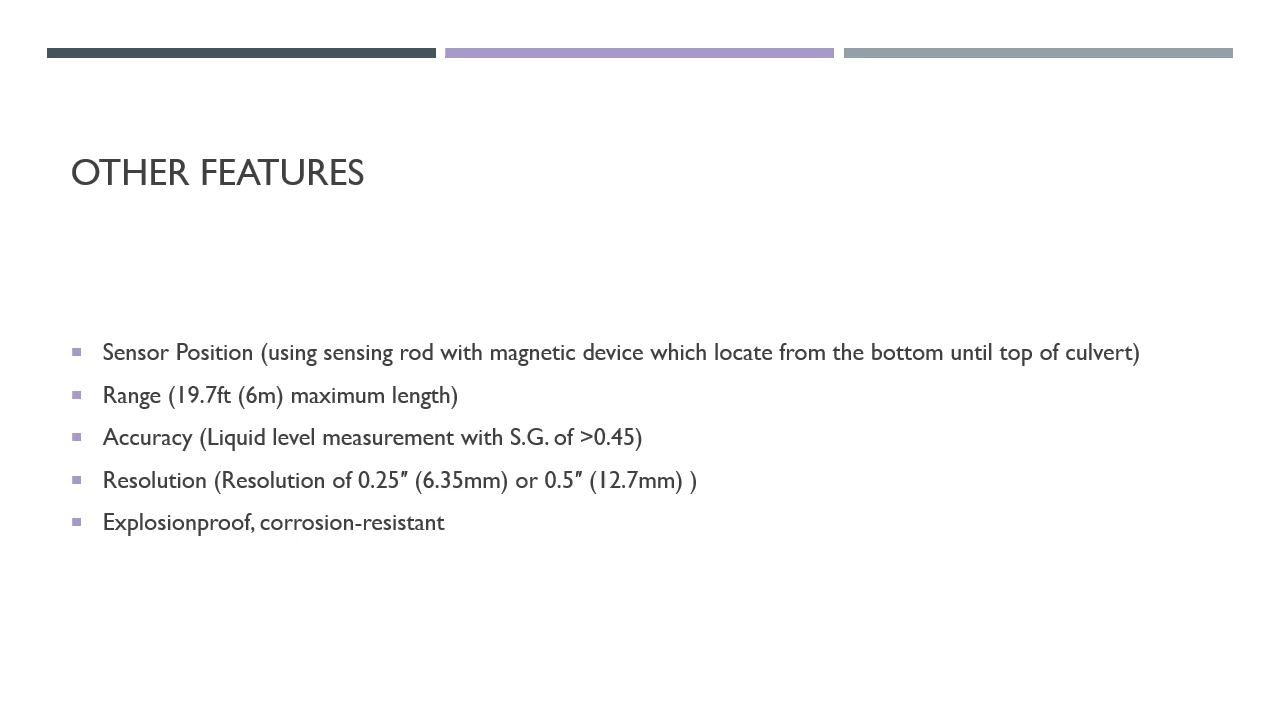 OTHER FEATURES
▪ Sensor Position (using sensing rod with magnetic device which locate from the bottom until top of culvert)
▪ Range (19.7ft (6m) maximum length)
▪ Accuracy (Liquid level measurement with S.G. of >0.45)
▪ Resolution (Resolution of 0.25″ (6.35mm) or 0.5″ (12.7mm) )
▪ Explosionproof, corrosion-resistant